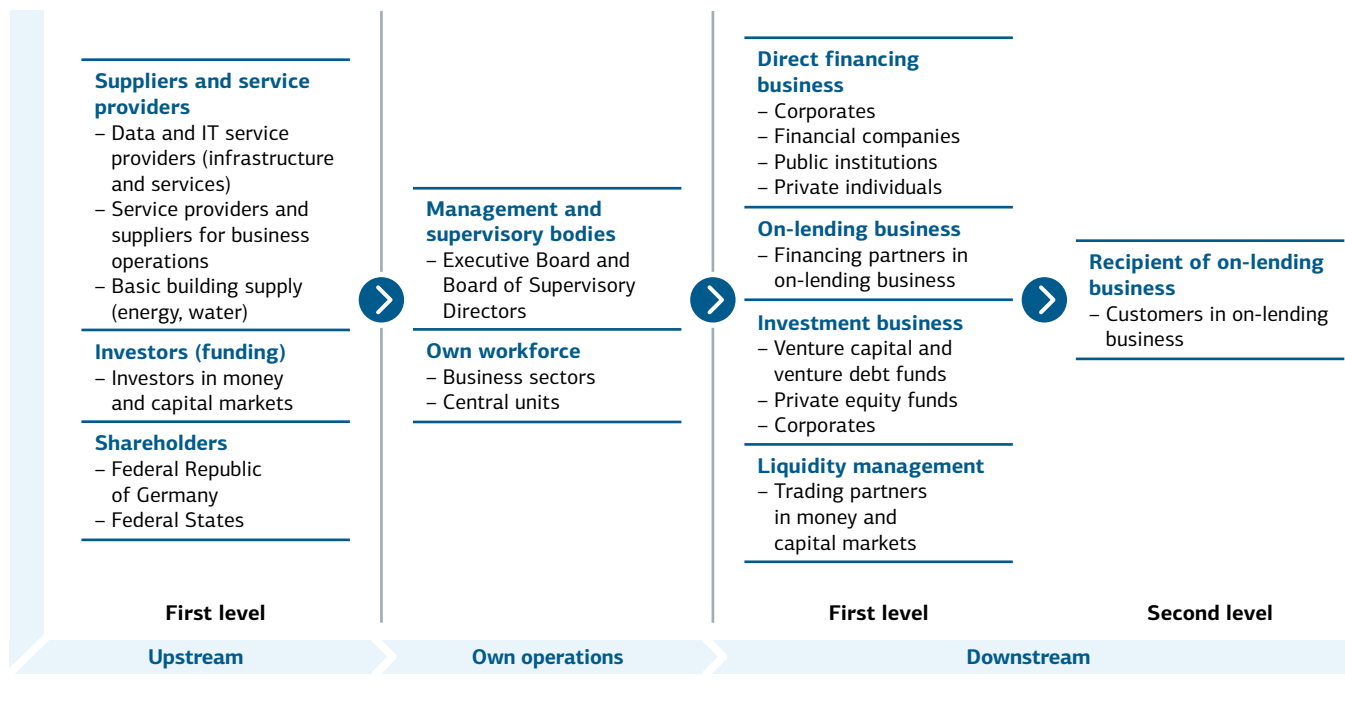 Suppliers and service
providers
– Data and IT service
providers (infrastructure
and services)
– Service providers and
suppliers for business
operations
– Basic building supply
(energy, water)
Investors (funding)
– Investors in money
and capital markets
Shareholders
– Federal Republic
of Germany
– Federal States
First level
Upstream
Management and
supervisory bodies
– Executive Board and
Board of Supervisory
Directors
Own workforce
– Business sectors
– Central units
Own operations
Direct financing
business
– Corporates
– Financial companies
– Public institutions
– Private individuals
On-lending business
– Financing partners in
on-lending business
Investment business
– Venture capital and
venture debt funds
– Private equity funds
– Corporates
Liquidity management
– Trading partners
in money and
capital markets
First level
Recipient of on-lending
business
– Customers in on-lending
business
Second level
Downstream